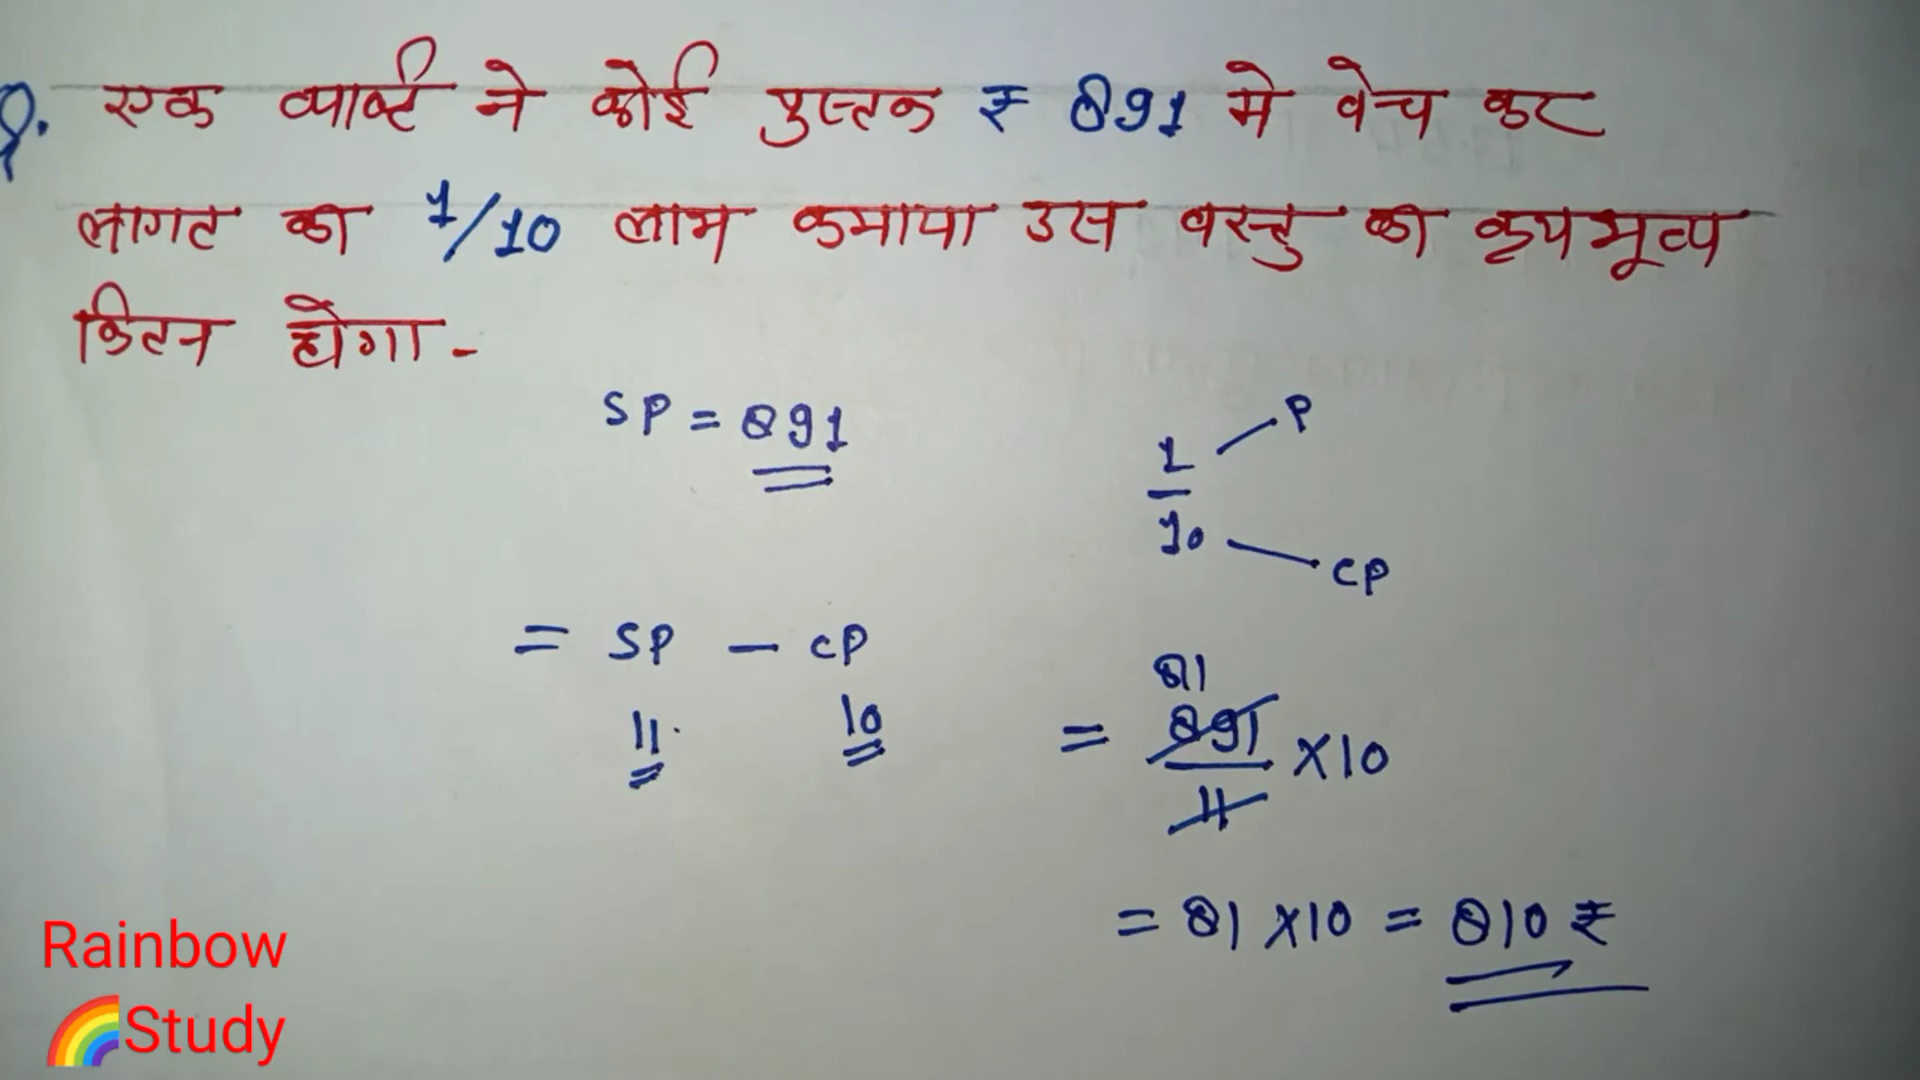 Q. एक व्यक्ति ने कोई पुस्तक ₹ 891 मे बेच कर
लागत का 1/10 लाभ कमाया उस वस्तु का क्रयमूल्य
कितन होगा -
SP = 891
1 P
10 CP
= SP - CP
11 10
81
= 891 × 10
11
= 81 × 10 = 810 ₹
Rainbow
Study